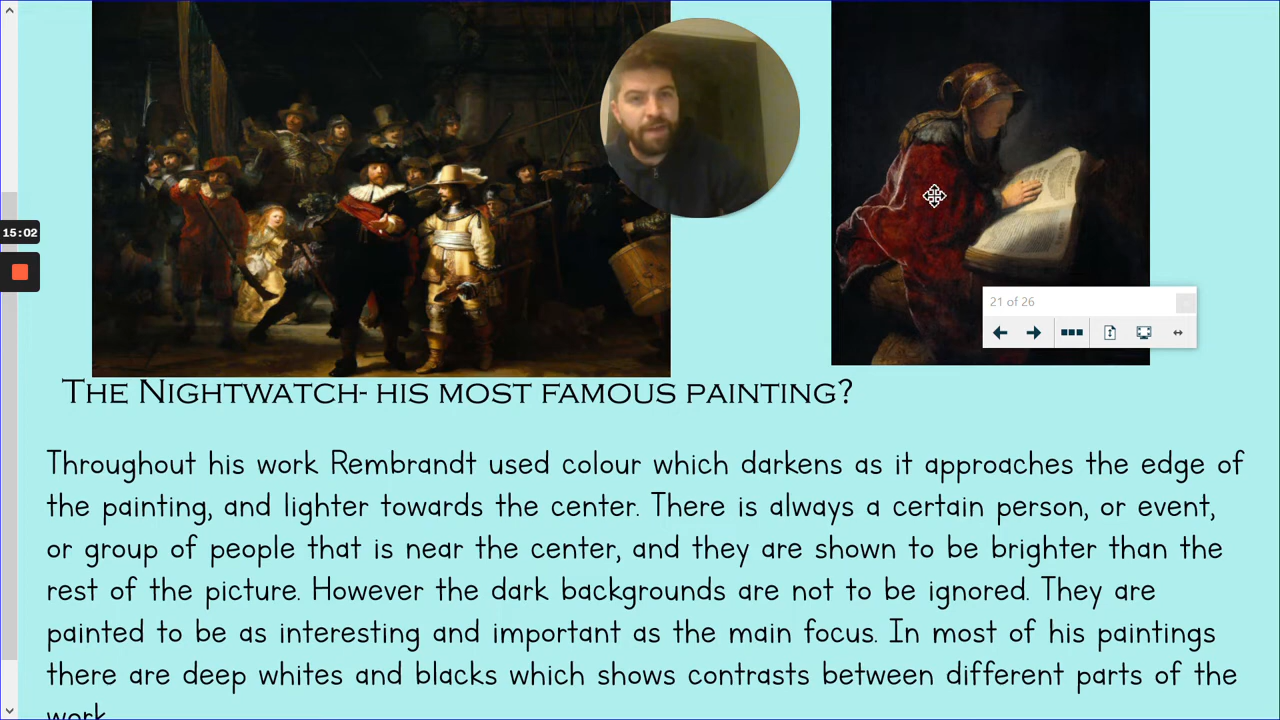 15:02
21 of 26
THE NIGHTWATCH- HIS MOST FAMOUS PAINTING?
Throughout his work Rembrandt used colour which darkens as it approaches the edge of
the painting, and lighter towards the center. There is always a certain person, or event,
or group of people that is near the center, and they are shown to be brighter than the
rest of the picture. However the dark backgrounds are not to be ignored. They are
painted to be as interesting and important as the main focus. In most of his paintings
there are deep whites and blacks which shows contrasts between different parts of the
work.